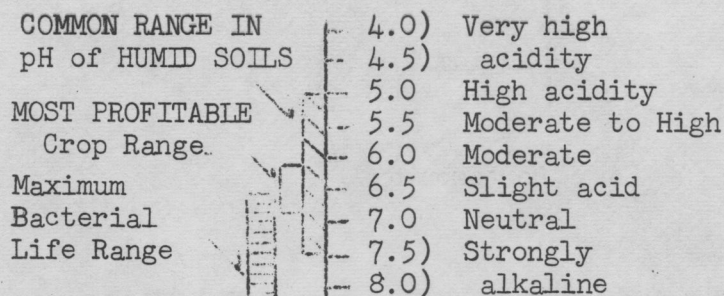 COMMON RANGE IN
pH of HUMID SOILS
MOST PROFITABLE
Crop Range
Maximum
Bacterial
Life Range
4.0) Very high
4.5) acidity
5.0 High acidity
5.5 Moderate to High
6.0 Moderate
6.5 Slight acid
7.0 Neutral
7.5) Strongly
8.0) alkaline